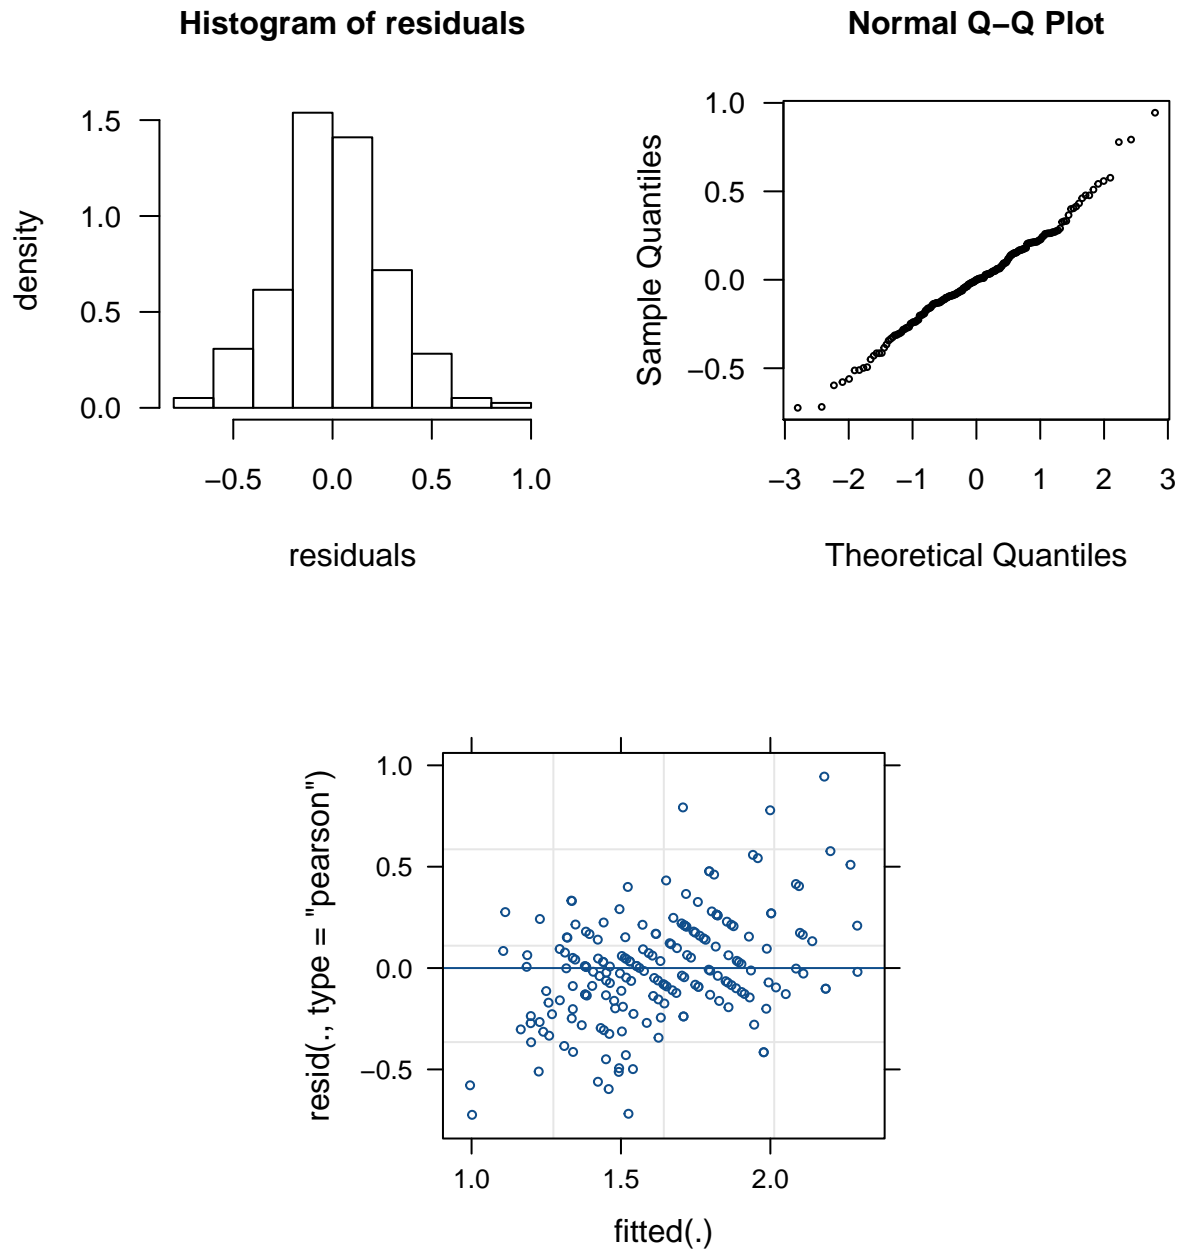 Histogram of residuals
density
1.5
1.0
0.5
0.0
−0.5 0.0 0.5 1.0
residuals
Normal Q−Q Plot
Sample Quantiles
1.0
0.5
0.0
−0.5
−3 −2 −1 0 1 2 3
Theoretical Quantiles
resid(., type = "pearson")
1.0
0.5
0.0
−0.5
1.0 1.5 2.0
fitted(.)